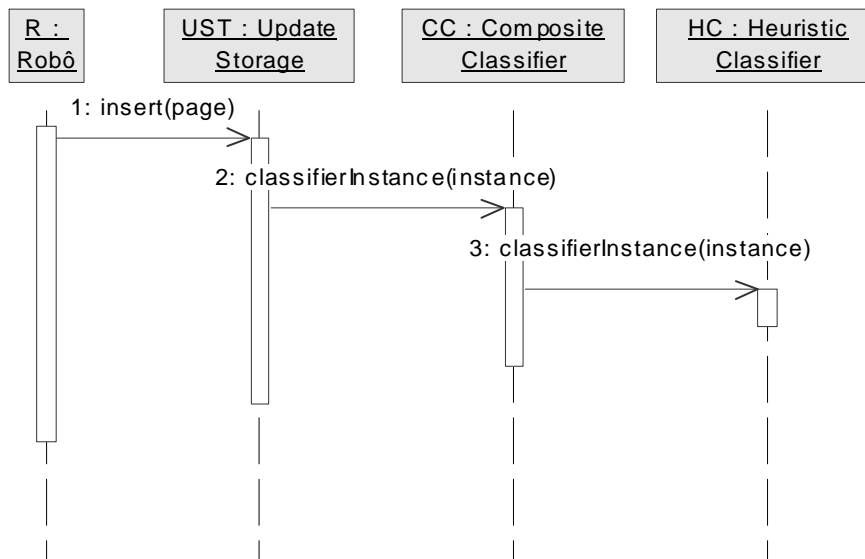 R :
Robô
UST : Update
Storage
CC : Composite
Classifier
HC : Heuristic
Classifier
1: insert(page)
2: classifierInstance(instance)
3: classifierInstance(instance)